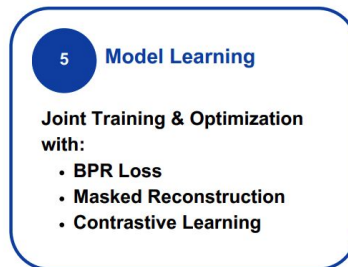 5 Model Learning
Joint Training & Optimization
with:
• BPR Loss
• Masked Reconstruction
• Contrastive Learning